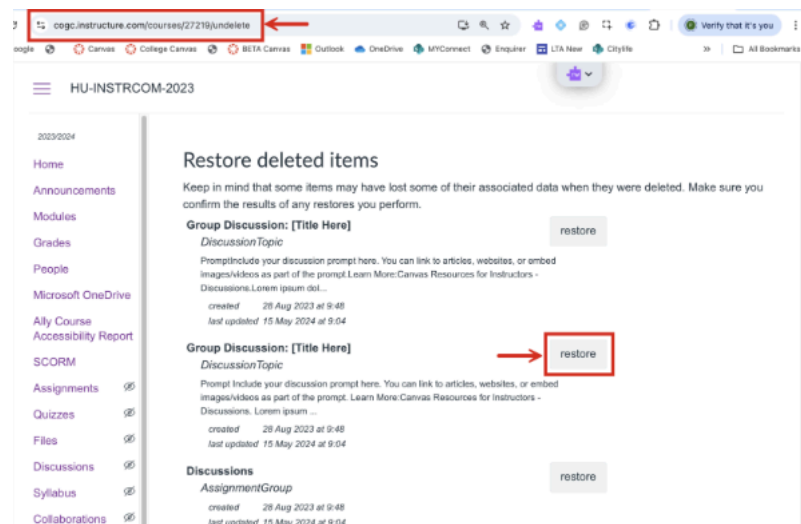 cogc.instructure.com/courses/27219/undelete
Verify that it's you
oogle Canvas College Canvas BETA Canvas Outlook OneDrive MYConnect Enquirer LTA New Citylife » All Bookmarks
HU-INSTRCOM-2023
2023/2024
Home
Announcements
Modules
Grades
People
Microsoft OneDrive
Ally Course
Accessibility Report
SCORM
Assignments
Quizzes
Files
Discussions
Syllabus
Collaborations
Restore deleted items
Keep in mind that some items may have lost some of their associated data when they were deleted. Make sure you
confirm the results of any restores you perform.
Group Discussion: [Title Here]
restore
DiscussionTopic
PromptInclude your discussion prompt here. You can link to articles, websites, or embed
images/videos as part of the prompt.Learn More:Canvas Resources for Instructors -
Discussions.Lorem ipsum dol...
created 28 Aug 2023 at 9:48
last updated 15 May 2024 at 9:04
Group Discussion: [Title Here]
restore
DiscussionTopic
Prompt Include your discussion prompt here. You can link to articles, websites, or embed
images/videos as part of the prompt. Learn More:Canvas Resources for Instructors -
Discussions. Lorem ipsum ...
created 28 Aug 2023 at 9:48
last updated 15 May 2024 at 9:04
Discussions
restore
AssignmentGroup
created 28 Aug 2023 at 9:48
last updated 15 May 2024 at 9:04